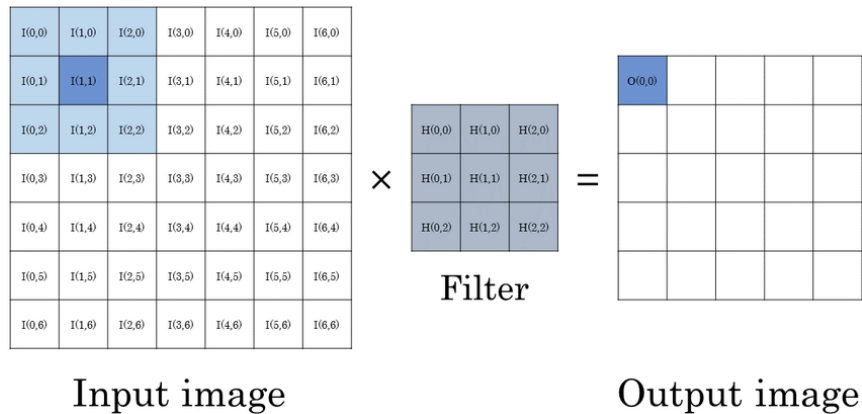 I(0,0) I(1,0) I(2,0) I(3,0) I(4,0) I(5,0) I(6,0)
I(0,1) I(1,1) I(2,1) I(3,1) I(4,1) I(5,1) I(6,1)
I(0,2) I(1,2) I(2,2) I(3,2) I(4,2) I(5,2) I(6,2)
I(0,3) I(1,3) I(2,3) I(3,3) I(4,3) I(5,3) I(6,3)
I(0,4) I(1,4) I(2,4) I(3,4) I(4,4) I(5,4) I(6,4)
I(0,5) I(1,5) I(2,5) I(3,5) I(4,5) I(5,5) I(6,5)
I(0,6) I(1,6) I(2,6) I(3,6) I(4,6) I(5,6) I(6,6)
Input image
×
H(0,0) H(1,0) H(2,0)
H(0,1) H(1,1) H(2,1)
H(0,2) H(1,2) H(2,2)
Filter
=
O(0,0)
Output image